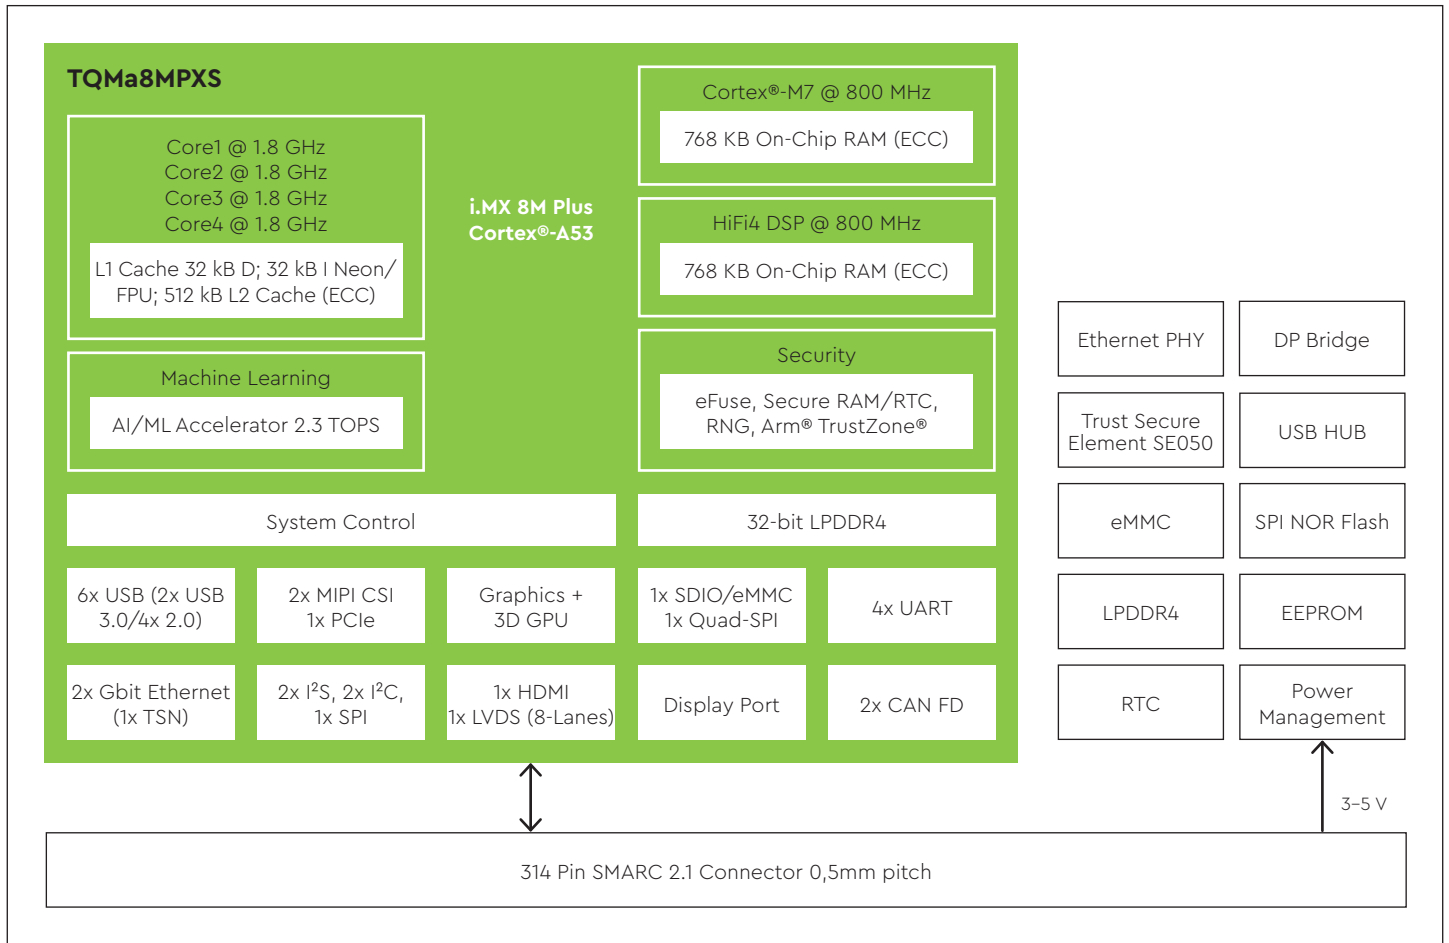 TQMa8MPXS
Core1 @ 1.8 GHz
Core2 @ 1.8 GHz
Core3 @ 1.8 GHz
Core4 @ 1.8 GHz
L1 Cache 32 kB D; 32 kB I Neon/
FPU; 512 kB L2 Cache (ECC)
Machine Learning
AI/ML Accelerator 2.3 TOPS
i.MX 8M Plus
Cortex®-A53
Cortex®-M7 @ 800 MHz
768 KB On-Chip RAM (ECC)
HiFi4 DSP @ 800 MHz
768 KB On-Chip RAM (ECC)
Security
eFuse, Secure RAM/RTC,
RNG, Arm® TrustZone®
System Control
32-bit LPDDR4
6x USB (2x USB
3.0/4x 2.0)
2x MIPI CSI
1x PCIe
Graphics +
3D GPU
1x SDIO/eMMC
1x Quad-SPI
4x UART
2x Gbit Ethernet
(1x TSN)
2x I²S, 2x I²C,
1x SPI
1x HDMI
1x LVDS (8-Lanes)
Display Port
2x CAN FD
Ethernet PHY
DP Bridge
Trust Secure
Element SE050
USB HUB
eMMC
SPI NOR Flash
LPDDR4
EEPROM
RTC
Power
Management
3–5 V
314 Pin SMARC 2.1 Connector 0,5mm pitch